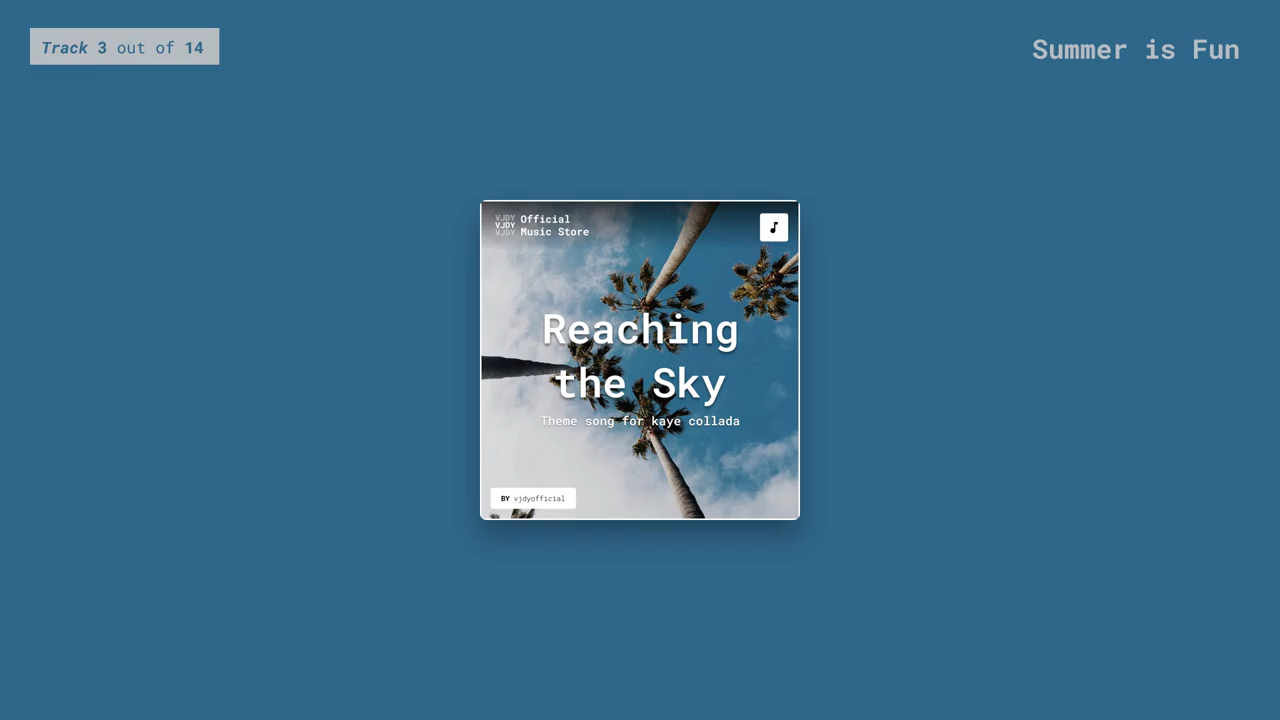 Track 3 out of 14
Summer is Fun
VJDY
VJDY
VJDY
Official
Music Store
Reaching
the Sky
Theme song for kaye collada
BY vjdyofficial